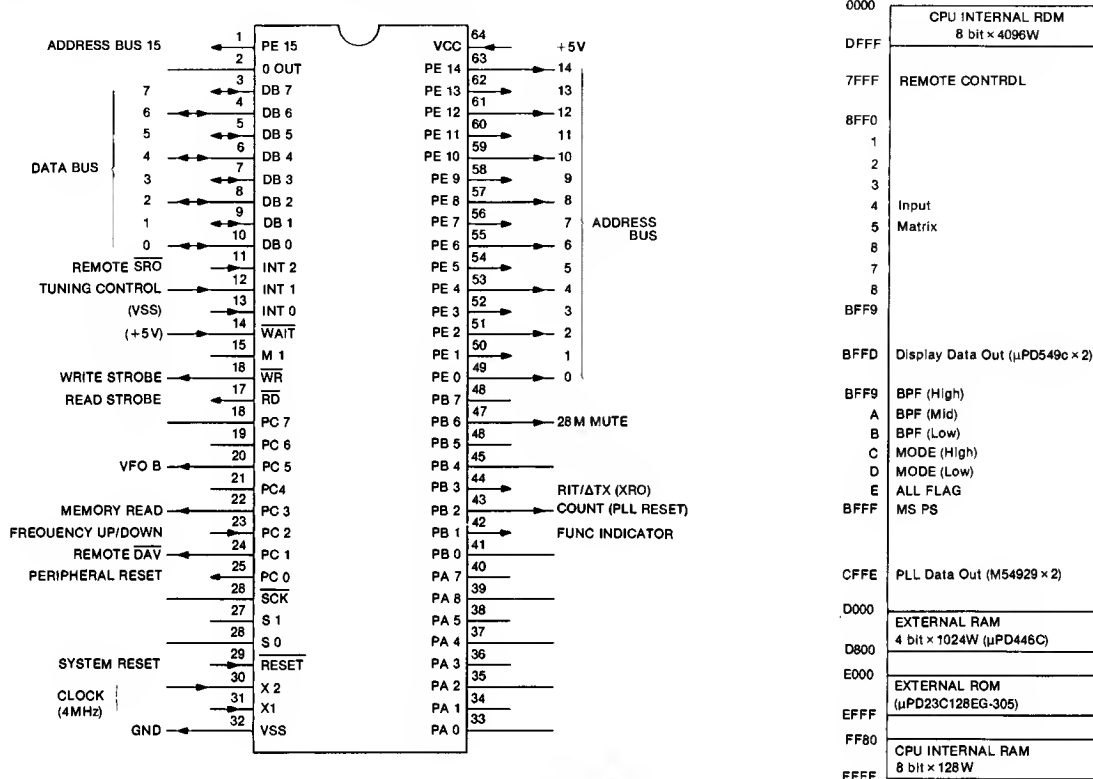 ADDRESS BUS 15
1 PE 15
2 0 OUT
DATA BUS
7 3 DB 7
6 4 DB 6
5 5 DB 5
4 6 DB 4
3 7 DB 3
2 8 DB 2
1 9 DB 1
0 10 DB 0
REMOTE SRO 11 INT 2
TUNING CONTROL 12 INT 1
(VSS) 13 INT 0
(+5V) 14 WAIT
15 M 1
WRITE STROBE 18 WR
READ STROBE 17 RD
18 PC 7
19 PC 6
VFO B 20 PC 5
21 PC4
MEMORY READ 22 PC 3
FREOUENCY UP/DOWN 23 PC 2
REMOTE DAV 24 PC 1
PERIPHERAL RESET 25 PC 0
28 SCK
27 S 1
28 S 0
SYSTEM RESET 29 RESET
CLOCK
(4MHz)
30 X 2
31 X1
GND 32 VSS
VCC 64 +5V
PE 14 63 14
PE 13 62 13
PE 12 61 12
PE 11 60 11
PE 10 59 10
PE 9 58 9
PE 8 57 8
PE 7 56 7
PE 6 55 6
PE 5 54 5
PE 4 53 4
PE 3 52 3
PE 2 51 2
PE 1 50 1
PE 0 49 0
ADDRESS
BUS
PB 7 48
PB 6 47 28M MUTE
PB 5 48
PB 4 45
PB 3 44 RIT/ΔTX (XRO)
PB 2 43 COUNT (PLL RESET)
PB 1 42 FUNC INDICATOR
PB 0 41
PA 7 40
PA 8 39
PA 5 38
PA 4 37
PA 3 36
PA 2 35
PA 1 34
PA 0 33
0000
CPU INTERNAL RDM
8 bit × 4096W
DFFF
7FFF REMOTE CONTRDL
8FF0
1
2
3
4 Input
5 Matrix
8
7
8
BFF9
BFFD Display Data Out (μPD549c × 2)
BFF9 BPF (High)
A BPF (Mid)
B BPF (Low)
C MODE (High)
D MODE (Low)
E ALL FLAG
BFFF MS PS
CFFE PLL Data Out (M54929 × 2)
D000
EXTERNAL RAM
4 bit × 1024W (μPD446C)
D800
E000
EXTERNAL ROM
(μPD23C128EG-305)
EFFF
FF80
CPU INTERNAL RAM
8 bit × 128W
FFFF